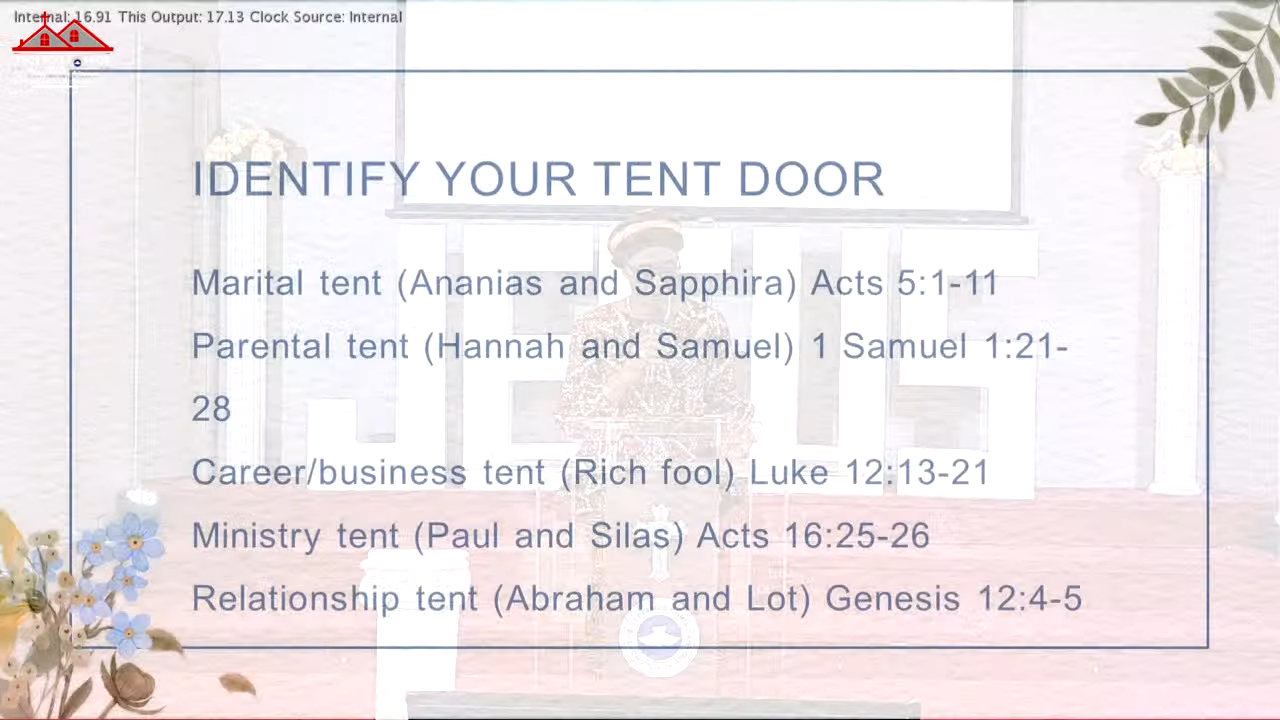 Internal: 16.91 This Output: 17.13 Clock Source: Internal
IDENTIFY YOUR TENT DOOR
Marital tent (Ananias and Sapphira) Acts 5:1-11
Parental tent (Hannah and Samuel) 1 Samuel 1:21-
28
Career/business tent (Rich fool) Luke 12:13-21
Ministry tent (Paul and Silas) Acts 16:25-26
Relationship tent (Abraham and Lot) Genesis 12:4-5
JESUS